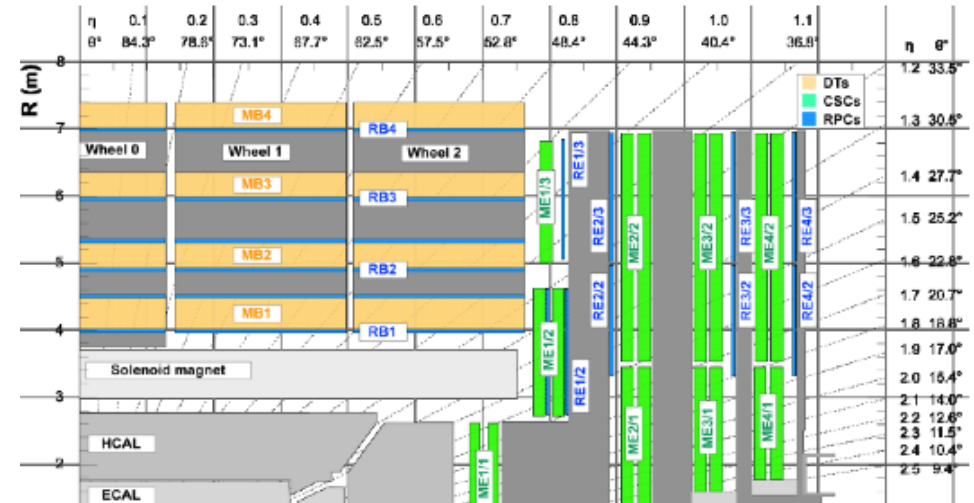 η 0.1 0.2 0.3 0.4 0.5 0.6 0.7 0.8 0.9 1.0 1.1
θ° 84.3° 78.6° 73.1° 67.7° 62.5° 57.5° 52.8° 48.4° 44.3° 40.4° 36.8° η θ°
R (m)
8
1.2 33.5°
DTs
CSCs
RPCs
MB4
7
RB4
1.3 30.5°
Wheel 0
Wheel 1
Wheel 2
RE1/3
MB3
1.4 27.7°
6
RB3
ME1/3
1.5 25.2°
RE2/3
ME2/2
ME3/2
RE3/3
ME4/2
RE4/3
MB2
5
RB2
1.6 22.8°
1.7 20.7°
RE2/2
RE3/2
RE4/2
MB1
4
RB1
1.8 18.8°
ME1/2
1.9 17.0°
Solenoid magnet
RE1/2
2.0 15.4°
3
2.1 14.0°
2.2 12.6°
ME2/1
ME3/1
ME4/1
2.3 11.5°
HCAL
2.4 10.4°
2
ME1/1
2.5 9.4°
ECAL